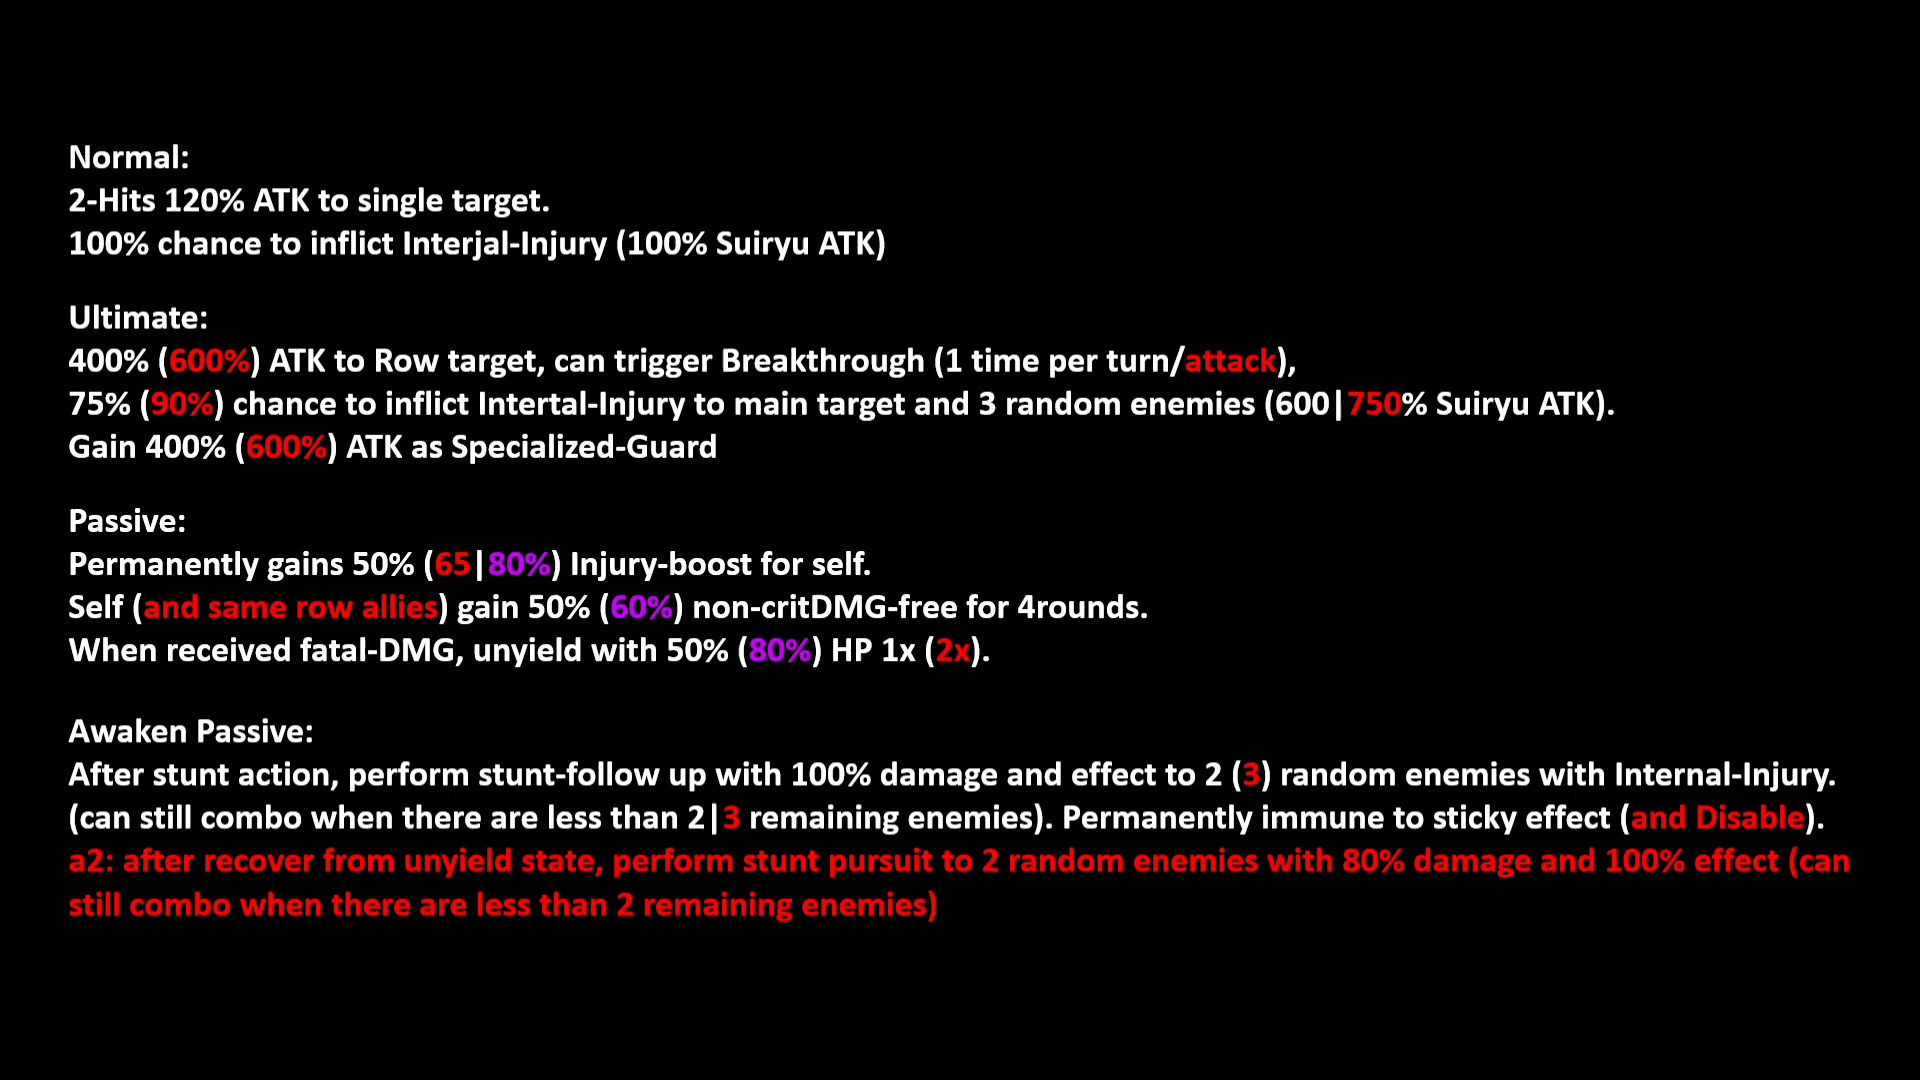 Normal:
2-Hits 120% ATK to single target.
100% chance to inflict Interjal-Injury (100% Suiryu ATK)
Ultimate:
400% (600%) ATK to Row target, can trigger Breakthrough (1 time per turn/attack),
75% (90%) chance to inflict Intertal-Injury to main target and 3 random enemies (600|750% Suiryu ATK).
Gain 400% (600%) ATK as Specialized-Guard
Passive:
Permanently gains 50% (65|80%) Injury-boost for self.
Self (and same row allies) gain 50% (60%) non-critDMG-free for 4rounds.
When received fatal-DMG, unyield with 50% (80%) HP 1x (2x).
Awaken Passive:
After stunt action, perform stunt-follow up with 100% damage and effect to 2 (3) random enemies with Internal-Injury.
(can still combo when there are less than 2|3 remaining enemies). Permanently immune to sticky effect (and Disable).
a2: after recover from unyield state, perform stunt pursuit to 2 random enemies with 80% damage and 100% effect (can
still combo when there are less than 2 remaining enemies)